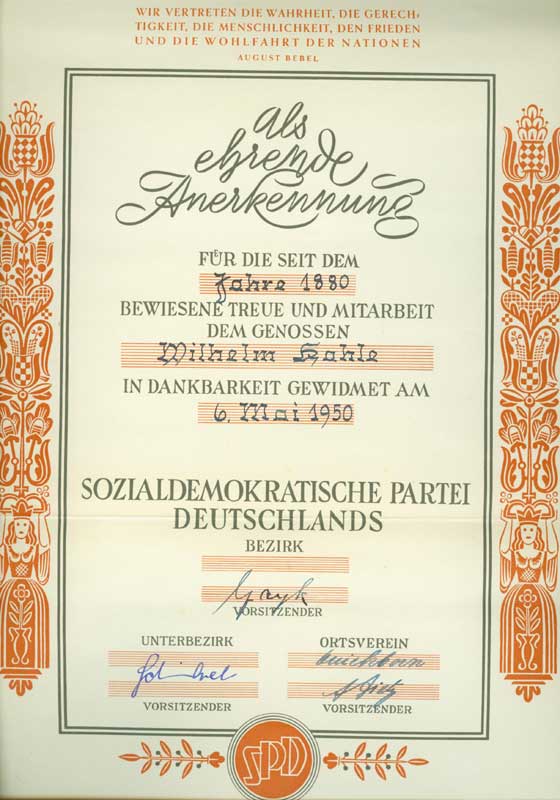 WIR VERTRETEN DIE WAHRHEIT, DIE GERECH-
TIGKEIT, DIE MENSCHLICHKEIT, DEN FRIEDEN
UND DIE WOHLFAHRT DER NATIONEN
AUGUST BEBEL
als
ehrende
Anerkennung
FÜR DIE SEIT DEM
Jahre 1880
BEWIESENE TREUE UND MITARBEIT
DEM GENOSSEN
Wilhelm
IN DANKBARKEIT GEWIDMET AM
6. Mai 1950
SOZIALDEMOKRATISCHE PARTEI
DEUTSCHLANDS
BEZIRK
VORSITZENDER
UNTERBEZIRK
ORTSVEREIN
VORSITZENDER
VORSITZENDER
SPD